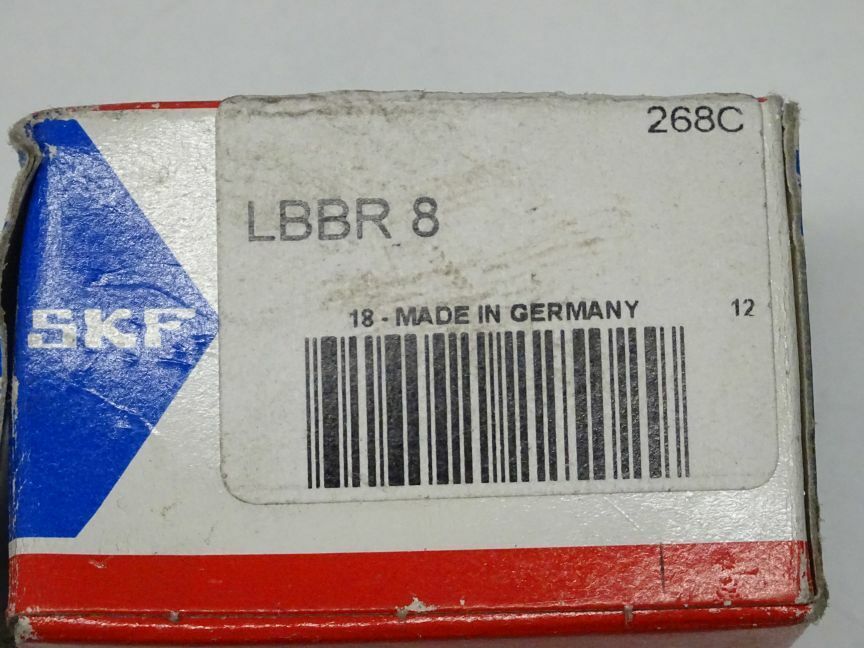 268C
LBBR 8
SKF
18 - MADE IN GERMANY
12